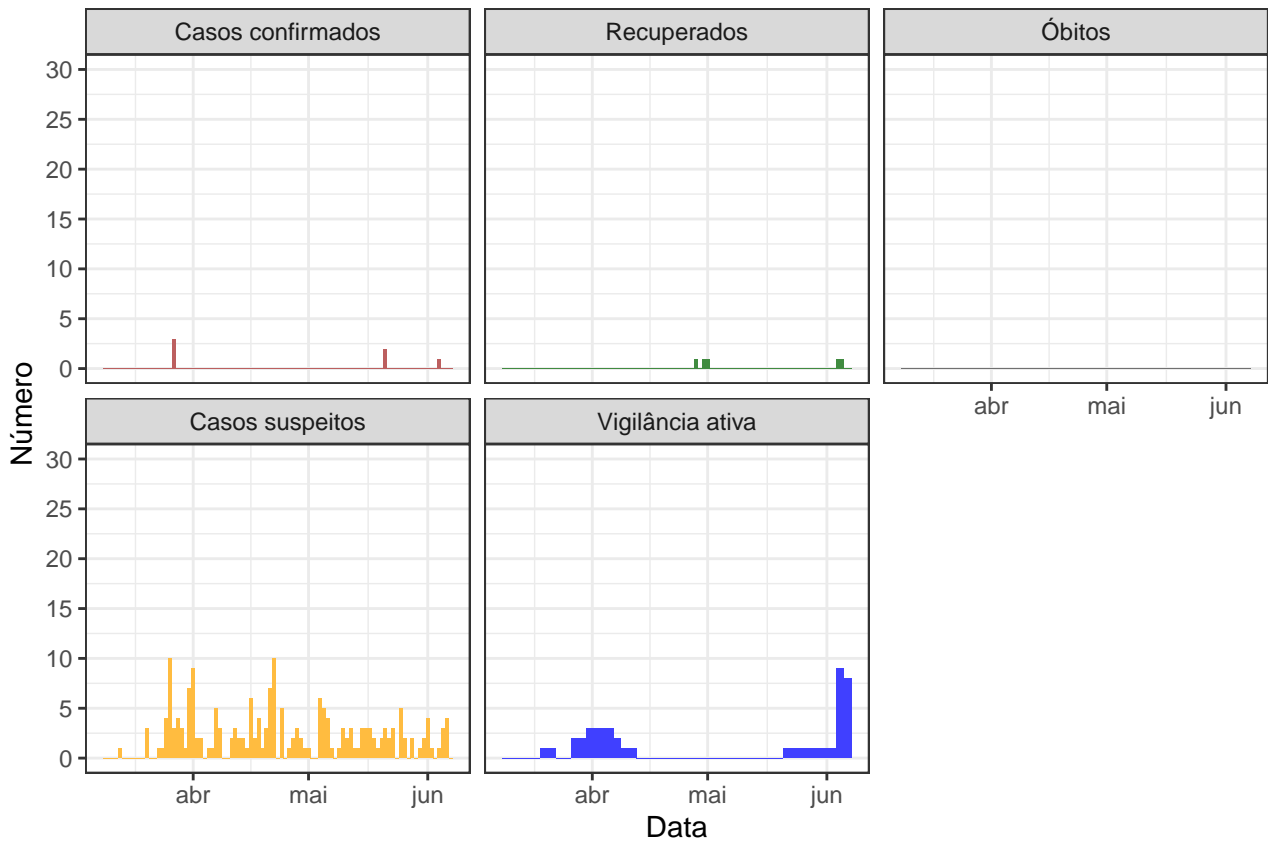 Casos confirmados
Recuperados
Óbitos
30
25
20
15
10
5
0
abr mai jun
Número
Casos suspeitos
Vigilância ativa
30
25
20
15
10
5
0
abr mai jun
abr mai jun
Data